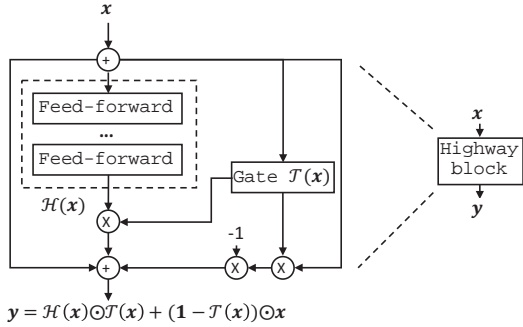 x
+
Feed-forward
...
Feed-forward
Gate 𝒯(x)
ℋ(x)
X
-1
+
X
X
y = ℋ(x)⊙𝒯(x) + (1 − 𝒯(x))⊙x
x
Highway
block
y